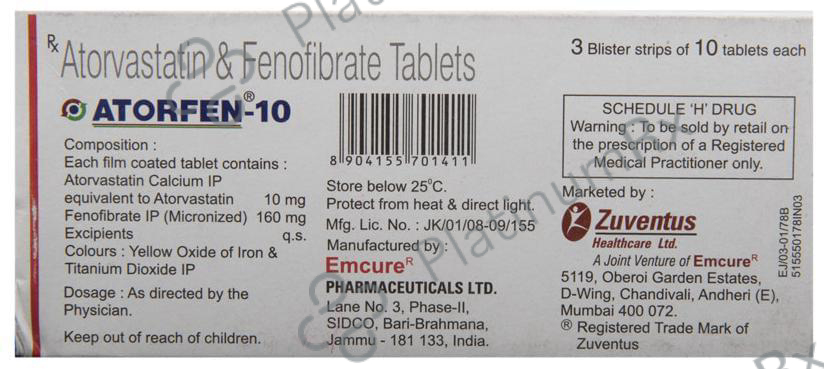 Rx Atorvastatin & Fenofibrate Tablets
3 Blister strips of 10 tablets each
ATORFEN®-10
Composition :
Each film coated tablet contains :
Atorvastatin Calcium IP
equivalent to Atorvastatin 10 mg
Fenofibrate IP (Micronized) 160 mg
Excipients q.s.
Colours : Yellow Oxide of Iron &
Titanium Dioxide IP
Dosage : As directed by the
Physician.
Keep out of reach of children.
8 904155 701411
Store below 25°C.
Protect from heat & direct light.
Mfg. Lic. No. : JK/01/08-09/155
Manufactured by :
Emcure R
PHARMACEUTICALS LTD.
Lane No. 3, Phase-II,
SIDCO, Bari-Brahmana,
Jammu - 181 133, India.
SCHEDULE 'H' DRUG
Warning : To be sold by retail on
the prescription of a Registered
Medical Practitioner only.
Marketed by :
Zuventus
Healthcare Ltd.
A Joint Venture of Emcure R
5119, Oberoi Garden Estates,
D-Wing, Chandivali, Andheri (E),
Mumbai 400 072.
® Registered Trade Mark of
Zuventus
EJ/03-01/78B
515550178IN03
PlatinumRx